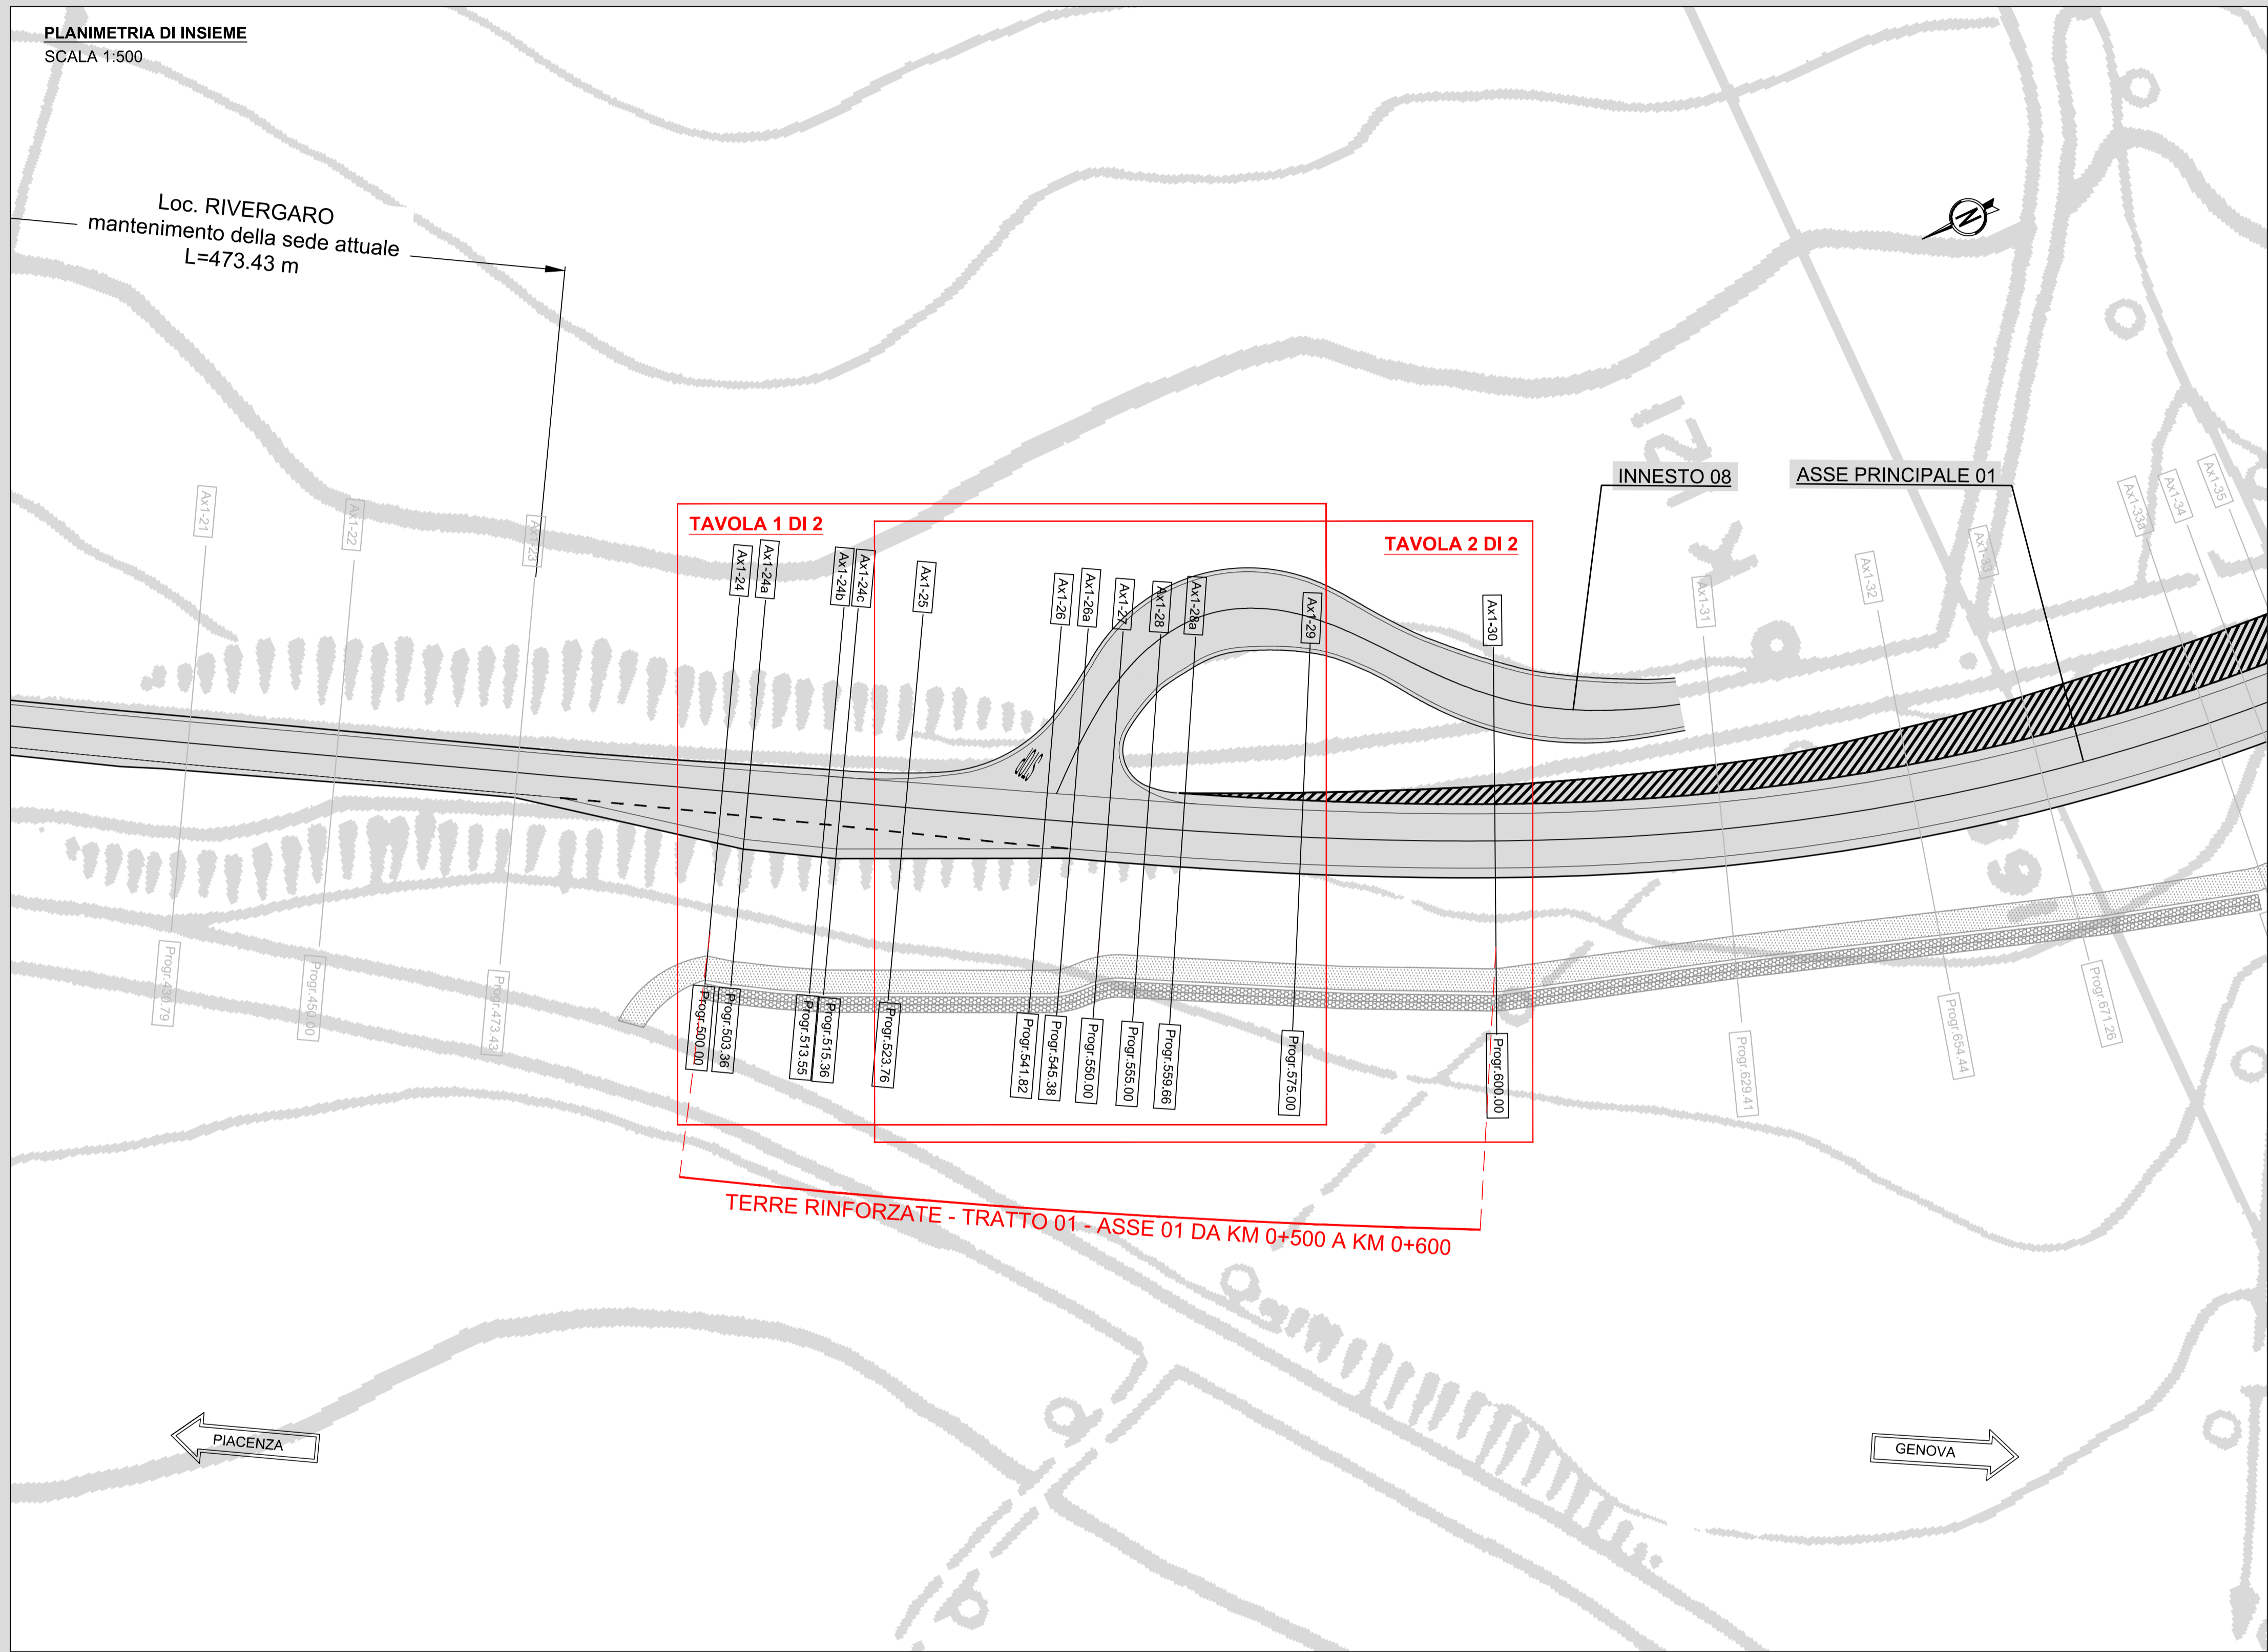 PLANIMETRIA DI INSIEME
SCALA 1:500
Loc. RIVERGARO
mantenimento della sede attuale
L=473.43 m
N
INNESTO 08
ASSE PRINCIPALE 01
TAVOLA 1 DI 2
TAVOLA 2 DI 2
Ax1-21
Ax1-22
Ax1-23
Ax1-24
Ax1-24a
Ax1-24b
Ax1-24c
Ax1-25
Ax1-26
Ax1-26a
Ax1-27
Ax1-28
Ax1-28a
Ax1-29
Ax1-30
Ax1-31
Ax1-32
Ax1-33
Ax1-33a
Ax1-34
Ax1-35
STOP
Progr.430.79
Progr.450.00
Progr.473.43
Progr.500.00
Progr.503.36
Progr.513.55
Progr.515.36
Progr.523.76
Progr.541.82
Progr.545.38
Progr.550.00
Progr.555.00
Progr.559.66
Progr.575.00
Progr.600.00
Progr.629.41
Progr.654.44
Progr.671.26
TERRE RINFORZATE - TRATTO 01 - ASSE 01 DA KM 0+500 A KM 0+600
PIACENZA
GENOVA